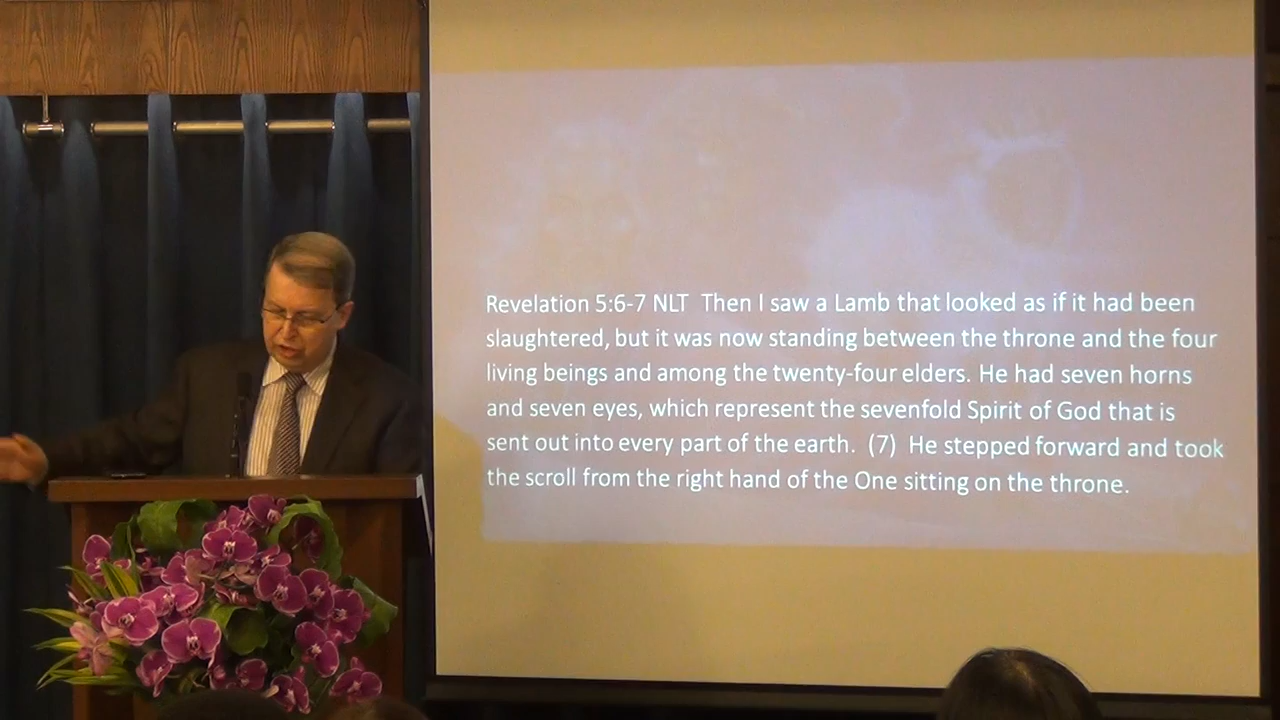 Revelation 5:6-7 NLT  Then I saw a Lamb that looked as if it had been
slaughtered, but it was now standing between the throne and the four
living beings and among the twenty-four elders. He had seven horns
and seven eyes, which represent the sevenfold Spirit of God that is
sent out into every part of the earth.  (7)  He stepped forward and took
the scroll from the right hand of the One sitting on the throne.